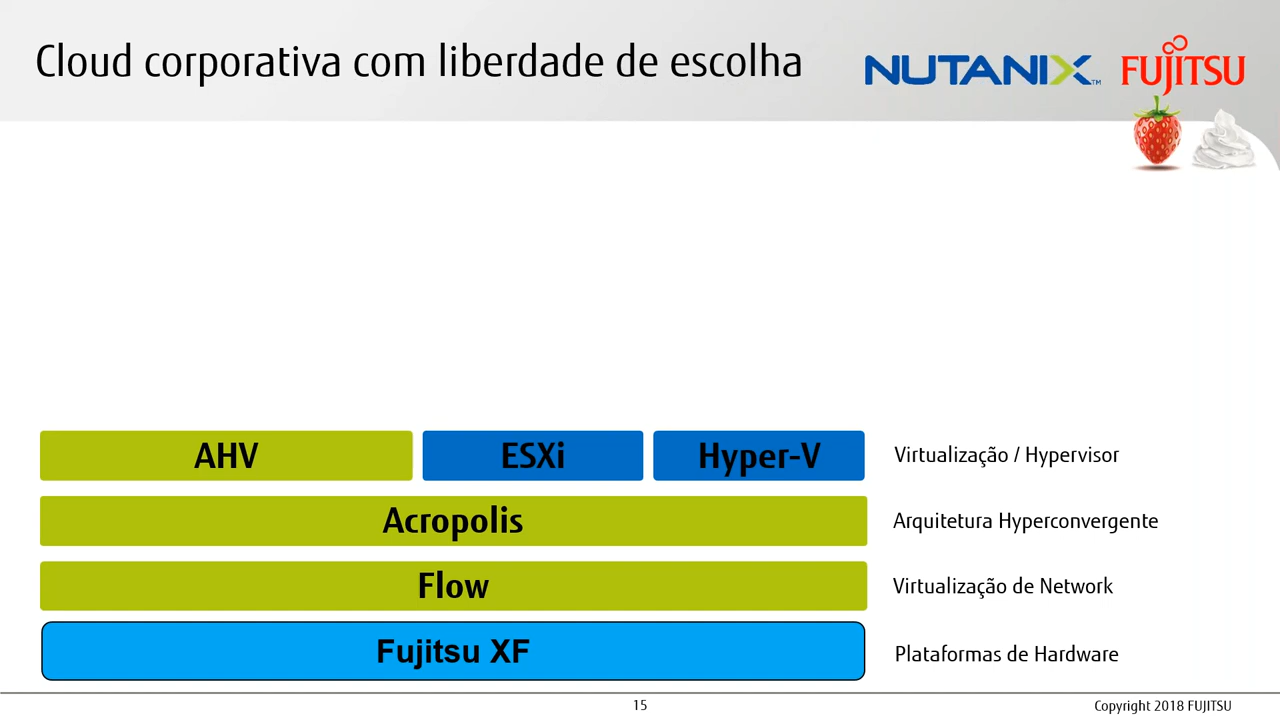 Cloud corporativa com liberdade de escolha
NUTANIX™
FUJITSU
AHV
ESXi
Hyper-V
Virtualização / Hypervisor
Acropolis
Arquitetura Hyperconvergente
Flow
Virtualização de Network
Fujitsu XF
Plataformas de Hardware
15
Copyright 2018 FUJITSU